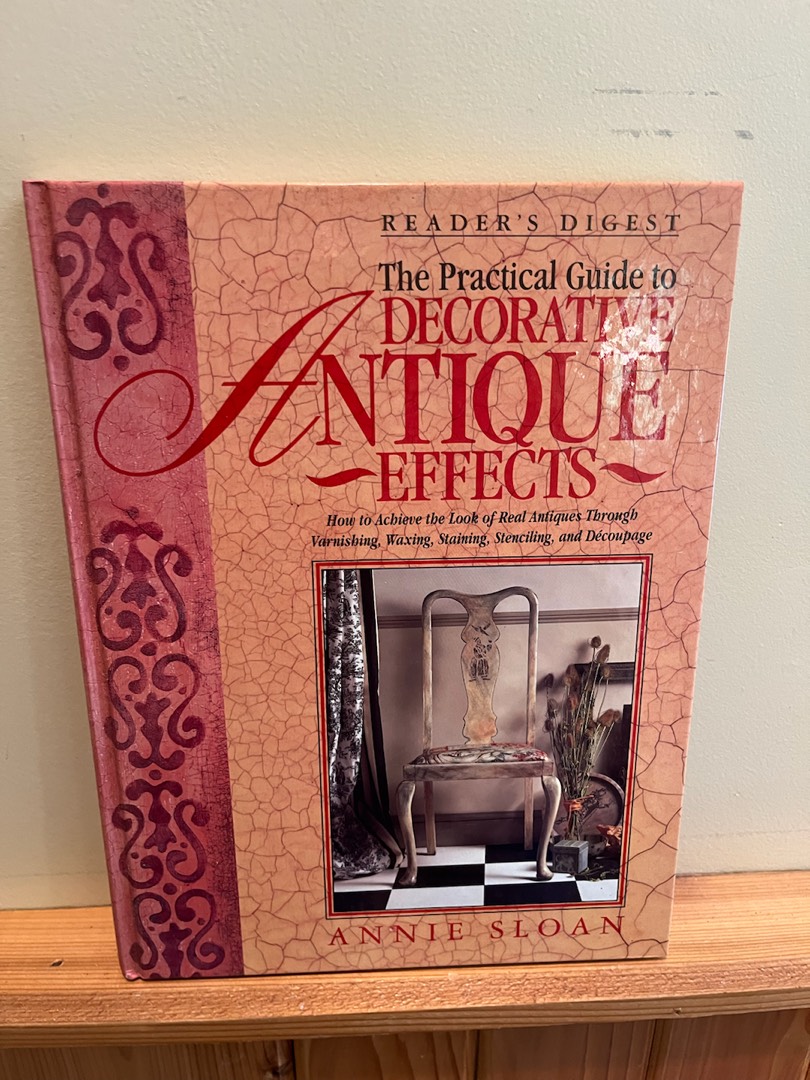 READER'S DIGEST
The Practical Guide to
DECORATIVE
ANTIQUE
EFFECTS
How to Achieve the Look of Real Antiques Through
Varnishing, Waxing, Staining, Stenciling, and Découpage
ANNIE SLOAN